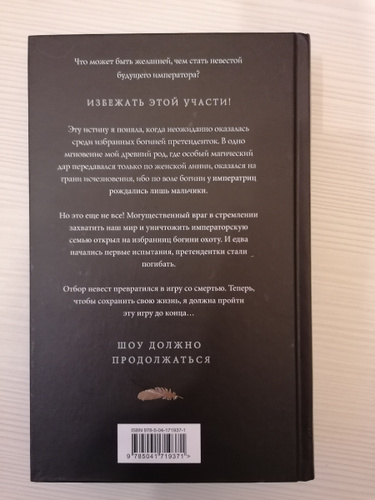 Что может быть желанней, чем стать невестой
будущего императора?
ИЗБЕЖАТЬ ЭТОЙ УЧАСТИ!
Эту истину я поняла, когда неожиданно оказалась
среди избранных богиней претенденток. В одно
мгновение мой древний род, где особый магический
дар передавался только по женской линии, оказался на
грани исчезновения, ибо по воле богини у императриц
рождались лишь мальчики.
Но это еще не все! Могущественный враг в стремлении
захватить наш мир и уничтожить императорскую
семью открыл на избранниц богини охоту. И едва
начались первые испытания, претендентки стали
погибать.
Отбор невест превратился в игру со смертью. Теперь,
чтобы сохранить свою жизнь, я должна пройти
эту игру до конца...
ШОУ ДОЛЖНО
ПРОДОЛЖАТЬСЯ
ISBN 978-5-04-171937-1
9 785041 719371 >